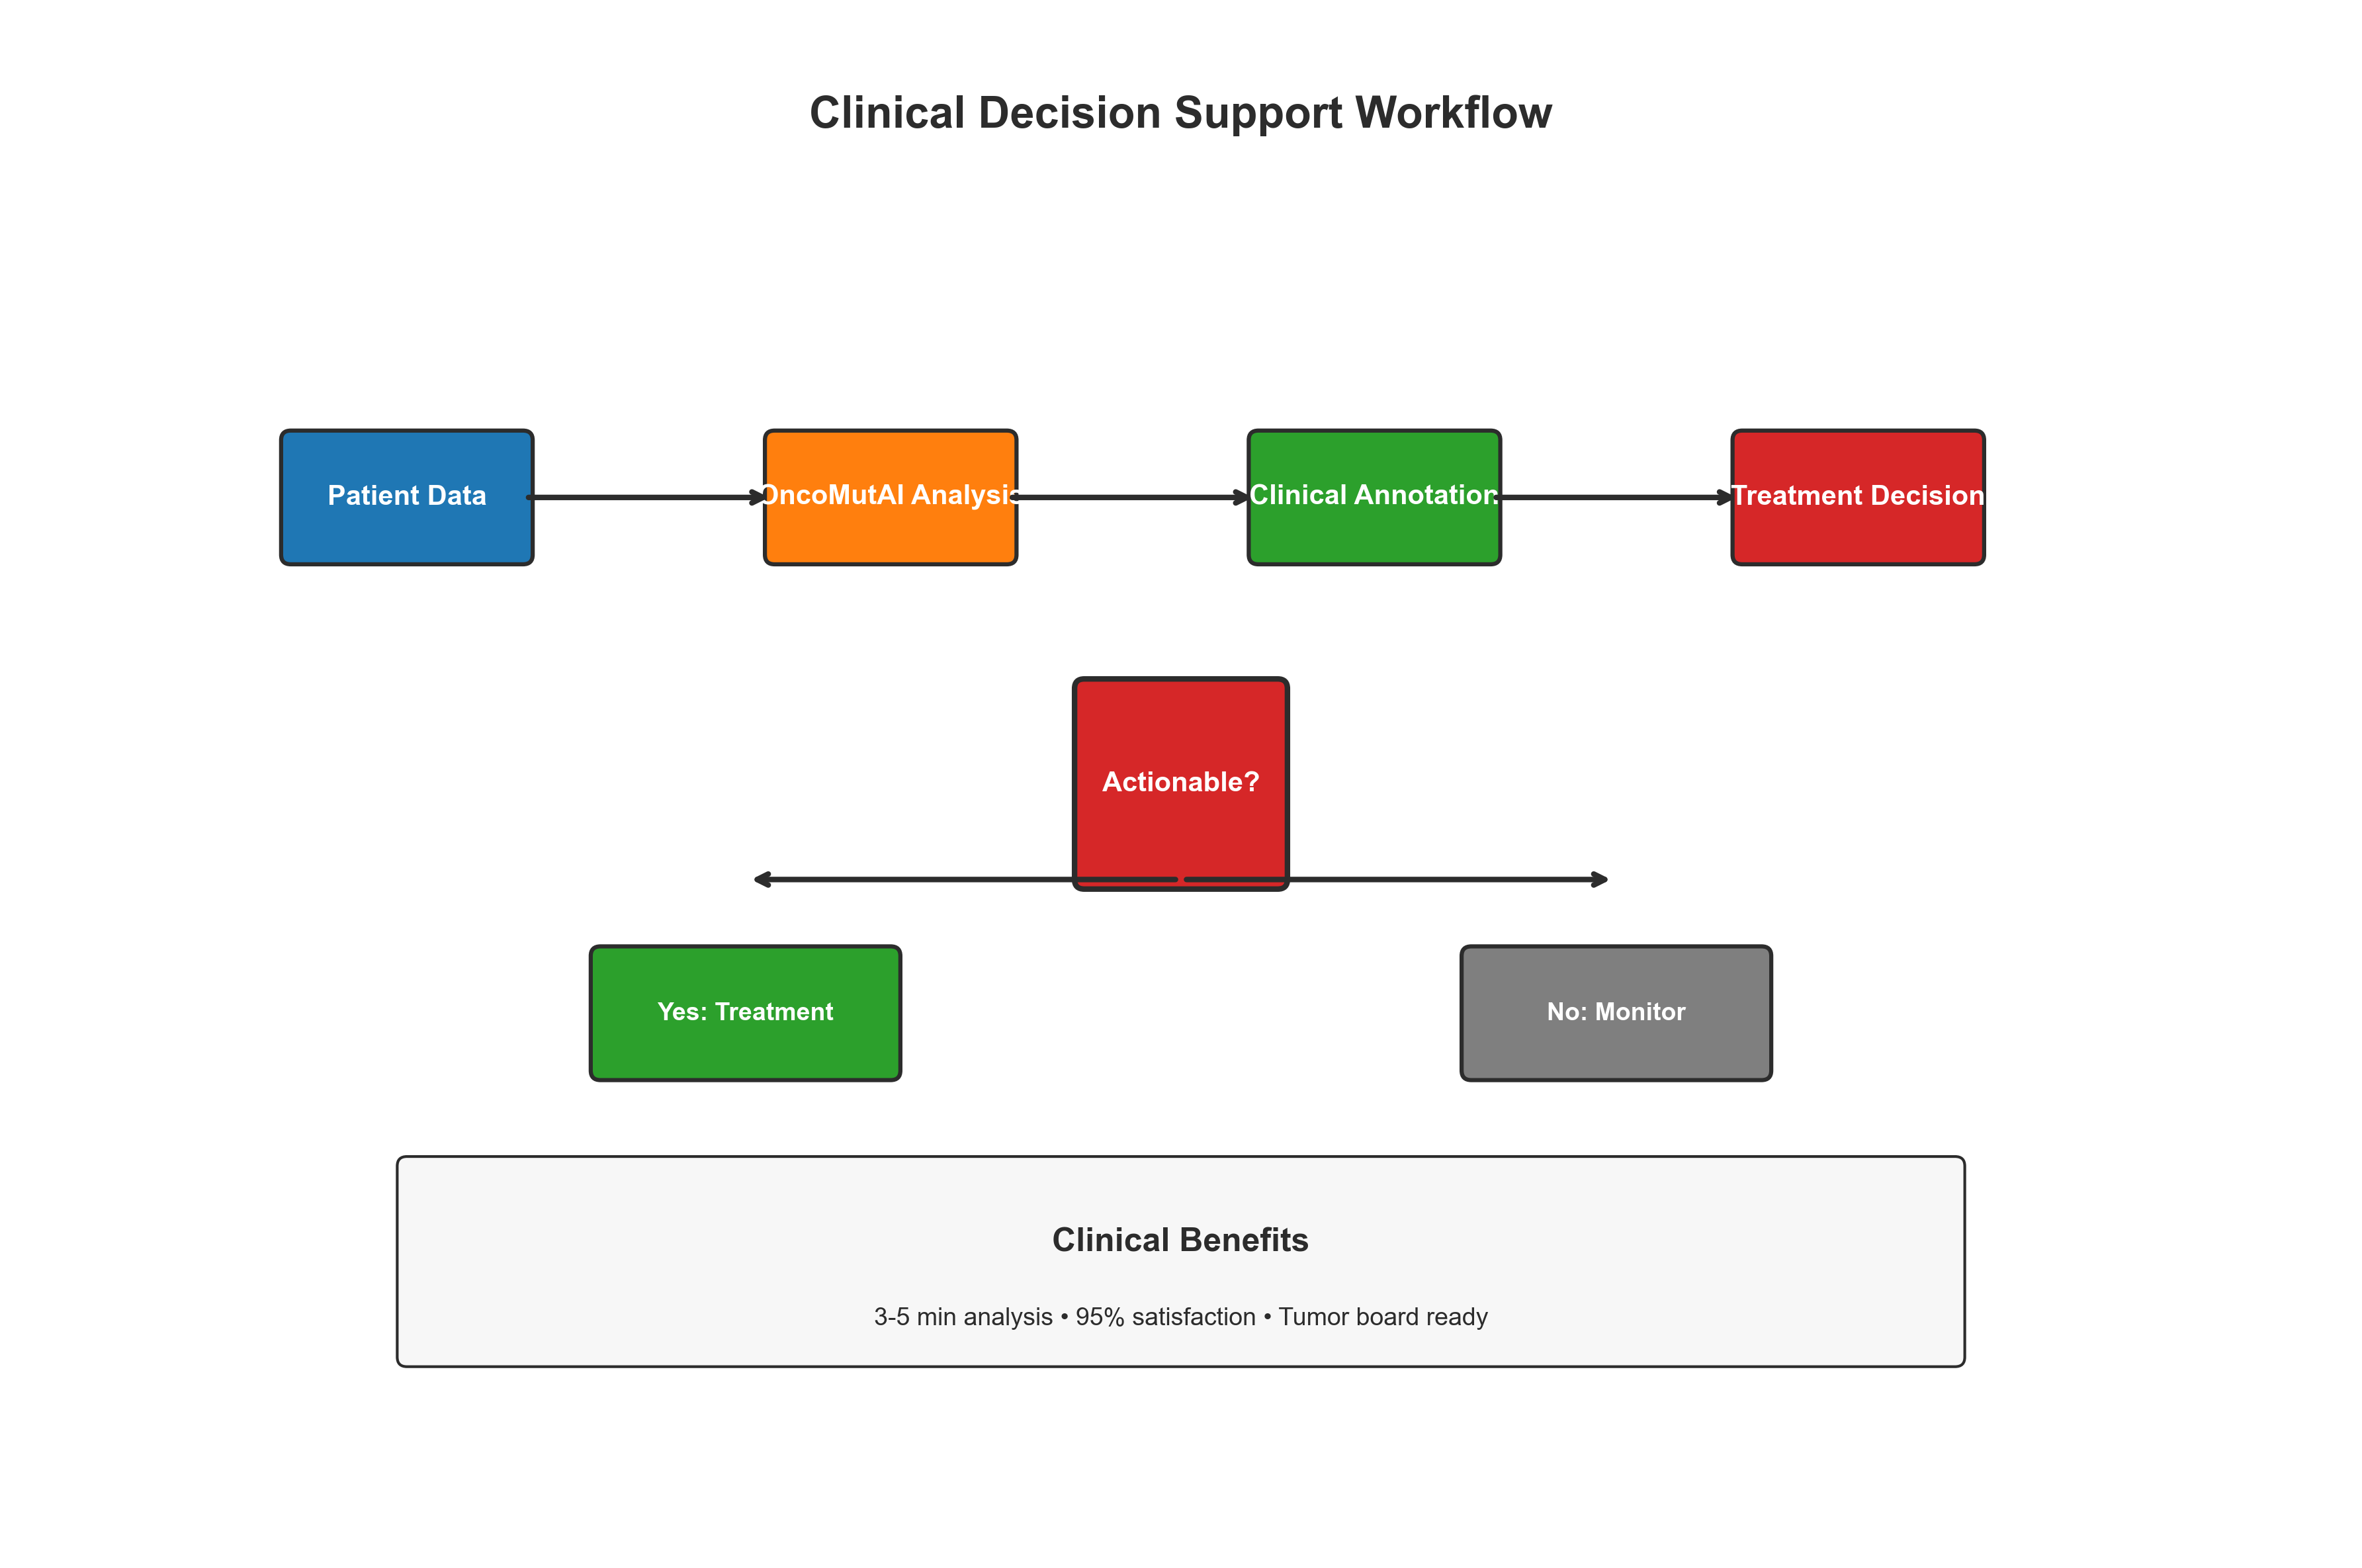 Clinical Decision Support Workflow
Patient Data
OncoMutAI Analysis
Clinical Annotation
Treatment Decision
Actionable?
Yes: Treatment
No: Monitor
Clinical Benefits
3-5 min analysis • 95% satisfaction • Tumor board ready